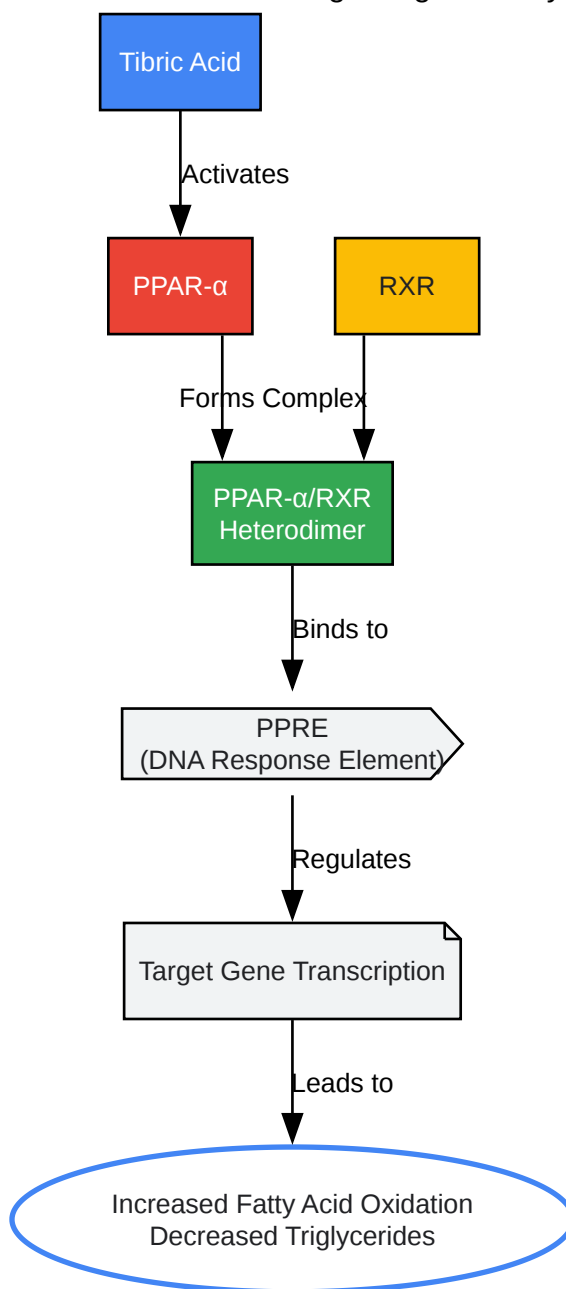 Tibric Acid
Activates
PPAR-α
RXR
Forms Complex
PPAR-α/RXR
Heterodimer
Binds to
PPRE
(DNA Response Element)
Regulates
Target Gene Transcription
Leads to
Increased Fatty Acid Oxidation
Decreased Triglycerides